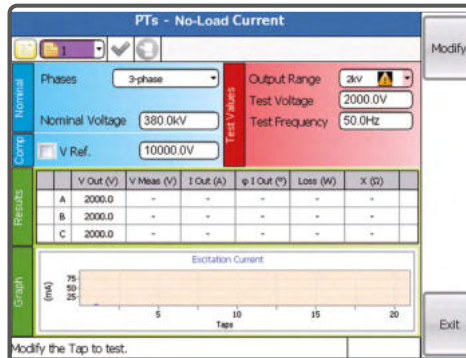 PTs - No-Load Current
1
Modify
Nominal
Phases 3-phase
Nominal Voltage 380.0kV
Test Values
Output Range 2kV
Test Voltage 2000.0V
Test Frequency 50.0Hz
Comp
V Ref. 10000.0V
Results
V Out (V) V Meas (V) I Out (A) φ I Out (°) Loss (W) X (Ω)
A 2000.0 - - - - -
B 2000.0 - - - - -
C 2000.0 - - - - -
Graph
Excitation Current
(mA)
75
50
25
5 10 15 20
Taps
Exit
Modify the Tap to test.